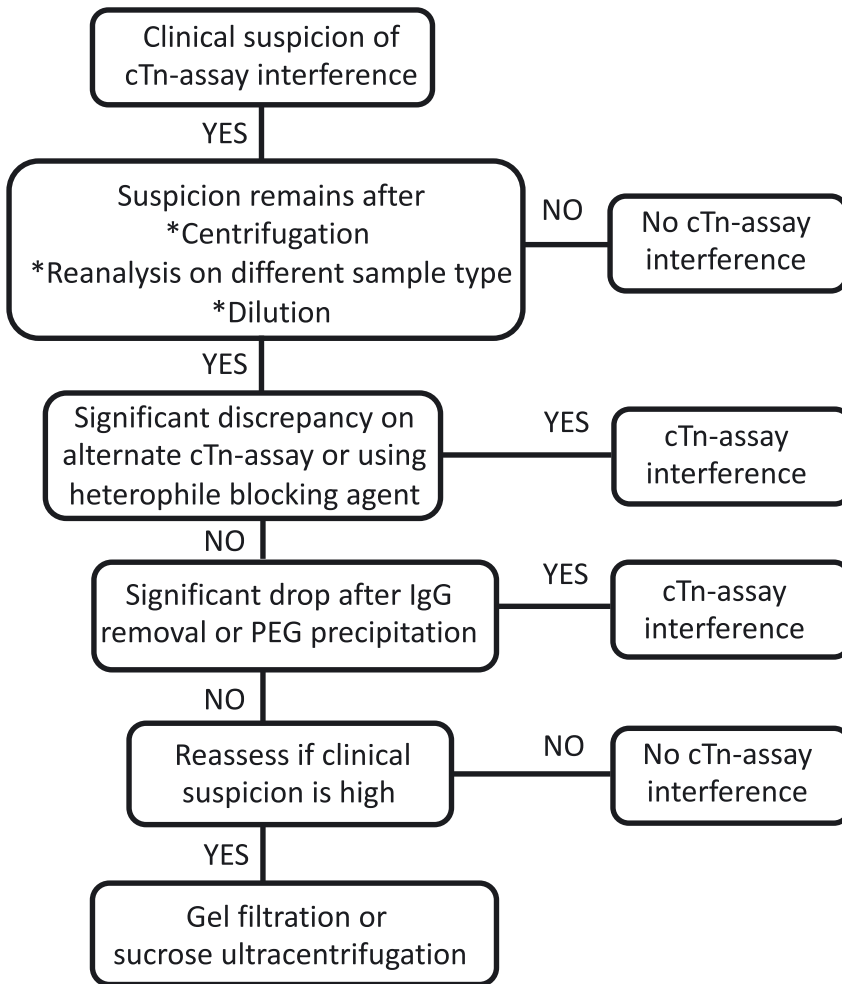 Clinical suspicion of
cTn-assay interference
YES
Suspicion remains after
*Centrifugation
*Reanalysis on different sample type
*Dilution
NO
No cTn-assay
interference
YES
Significant discrepancy on
alternate cTn-assay or using
heterophile blocking agent
YES
cTn-assay
interference
NO
Significant drop after IgG
removal or PEG precipitation
YES
cTn-assay
interference
NO
Reassess if clinical
suspicion is high
NO
No cTn-assay
interference
YES
Gel filtration or
sucrose ultracentrifugation